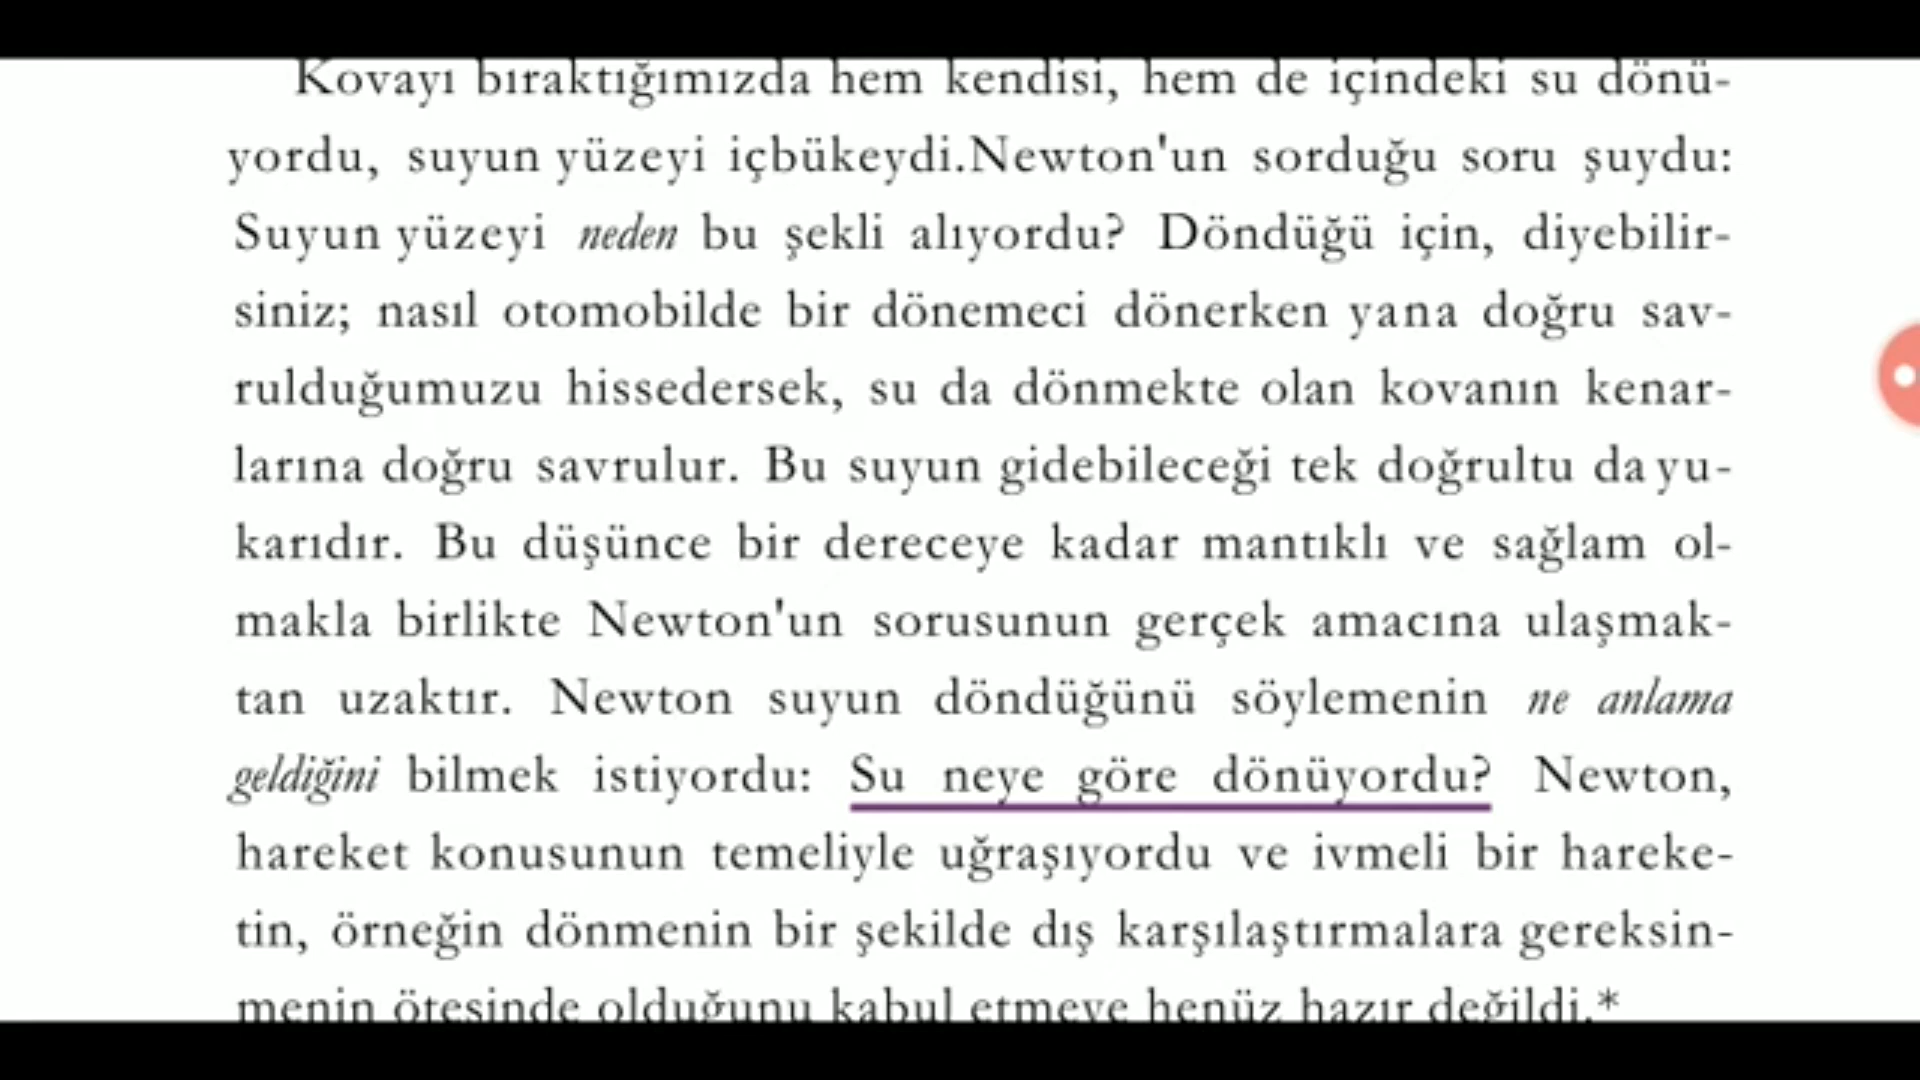 Kovayı bıraktığımızda hem kendisi, hem de içindeki su dönü-
yordu, suyun yüzeyi içbükeydi.Newton'un sorduğu soru şuydu:
Suyun yüzeyi neden bu şekli alıyordu? Döndüğü için, diyebilir-
siniz; nasıl otomobilde bir dönemeci dönerken yana doğru sav-
rulduğumuzu hissedersek, su da dönmekte olan kovanın kenar-
larına doğru savrulur. Bu suyun gidebileceği tek doğrultu da yu-
karıdır. Bu düşünce bir dereceye kadar mantıklı ve sağlam ol-
makla birlikte Newton'un sorusunun gerçek amacına ulaşmak-
tan uzaktır. Newton suyun döndüğünü söylemenin ne anlama
geldiğini bilmek istiyordu: Su neye göre dönüyordu? Newton,
hareket konusunun temeliyle uğraşıyordu ve ivmeli bir hareke-
tin, örneğin dönmenin bir şekilde dış karşılaştırmalara gereksin-
menin ötesinde olduğunu kabul etmeye henüz hazır değildi.*